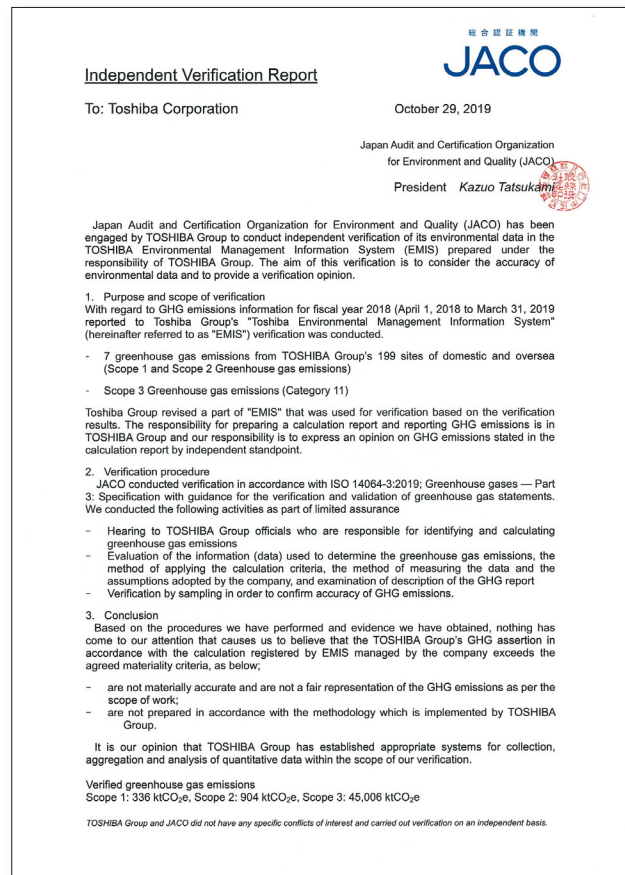 総合認証機関
JACO
Independent Verification Report
To: Toshiba Corporation
October 29, 2019
Japan Audit and Certification Organization
for Environment and Quality (JACO)
President Kazuo Tatsukami
Japan Audit and Certification Organization for Environment and Quality (JACO) has been
engaged by TOSHIBA Group to conduct independent verification of its environmental data in the
TOSHIBA Environmental Management Information System (EMIS) prepared under the
responsibility of TOSHIBA Group. The aim of this verification is to consider the accuracy of
environmental data and to provide a verification opinion.
1. Purpose and scope of verification
With regard to GHG emissions information for fiscal year 2018 (April 1, 2018 to March 31, 2019
reported to Toshiba Group's "Toshiba Environmental Management Information System"
(hereinafter referred to as "EMIS") verification was conducted.
- 7 greenhouse gas emissions from TOSHIBA Group's 199 sites of domestic and oversea
(Scope 1 and Scope 2 Greenhouse gas emissions)
- Scope 3 Greenhouse gas emissions (Category 11)
Toshiba Group revised a part of "EMIS" that was used for verification based on the verification
results. The responsibility for preparing a calculation report and reporting GHG emissions is in
TOSHIBA Group and our responsibility is to express an opinion on GHG emissions stated in the
calculation report by independent standpoint.
2. Verification procedure
JACO conducted verification in accordance with ISO 14064-3:2019; Greenhouse gases — Part
3: Specification with guidance for the verification and validation of greenhouse gas statements.
We conducted the following activities as part of limited assurance
– Hearing to TOSHIBA Group officials who are responsible for identifying and calculating
greenhouse gas emissions
– Evaluation of the information (data) used to determine the greenhouse gas emissions, the
method of applying the calculation criteria, the method of measuring the data and the
assumptions adopted by the company, and examination of description of the GHG report
– Verification by sampling in order to confirm accuracy of GHG emissions.
3. Conclusion
Based on the procedures we have performed and evidence we have obtained, nothing has
come to our attention that causes us to believe that the TOSHIBA Group's GHG assertion in
accordance with the calculation registered by EMIS managed by the company exceeds the
agreed materiality criteria, as below;
– are not materially accurate and are not a fair representation of the GHG emissions as per the
scope of work;
– are not prepared in accordance with the methodology which is implemented by TOSHIBA
Group.
It is our opinion that TOSHIBA Group has established appropriate systems for collection,
aggregation and analysis of quantitative data within the scope of our verification.
Verified greenhouse gas emissions
Scope 1: 336 ktCO₂e, Scope 2: 904 ktCO₂e, Scope 3: 45,006 ktCO₂e
TOSHIBA Group and JACO did not have any specific conflicts of interest and carried out verification on an independent basis.